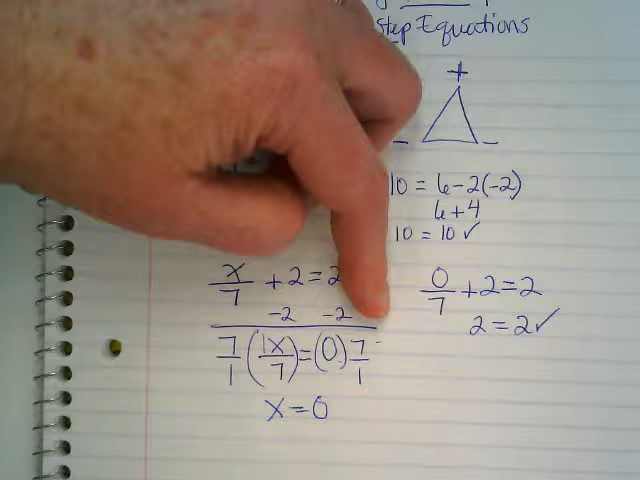 Step Equations
+
- -
10 = 6-2(-2)
6+4
10 = 10 ✓
x/7 + 2 = 2
-2 -2
7/1 (1x/7) = (0) 7/1
x = 0
0/7 + 2 = 2
2 = 2 ✓